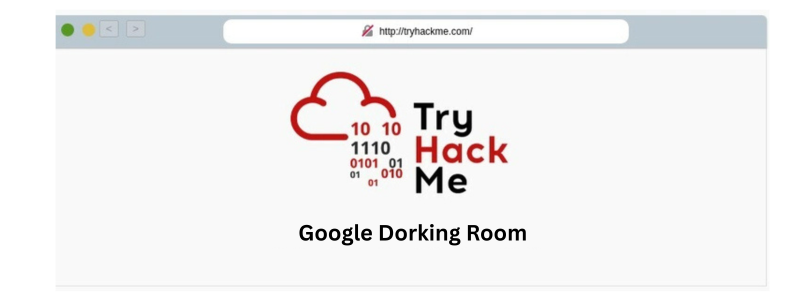 < >
http://tryhackme.com/
Try
Hack
Me
10 10
1110
0101 01
01 010
01
Google Dorking Room